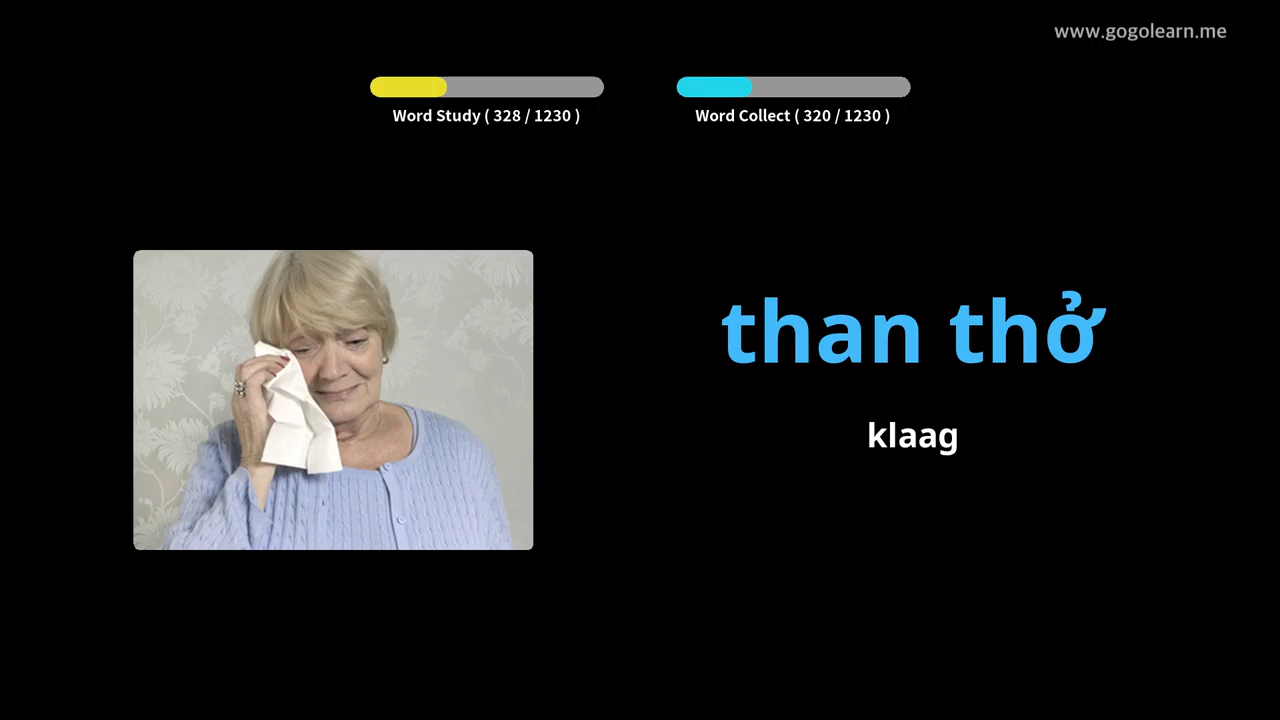 www.gogolearn.me
Word Study ( 328 / 1230 )
Word Collect ( 320 / 1230 )
than thở
klaag